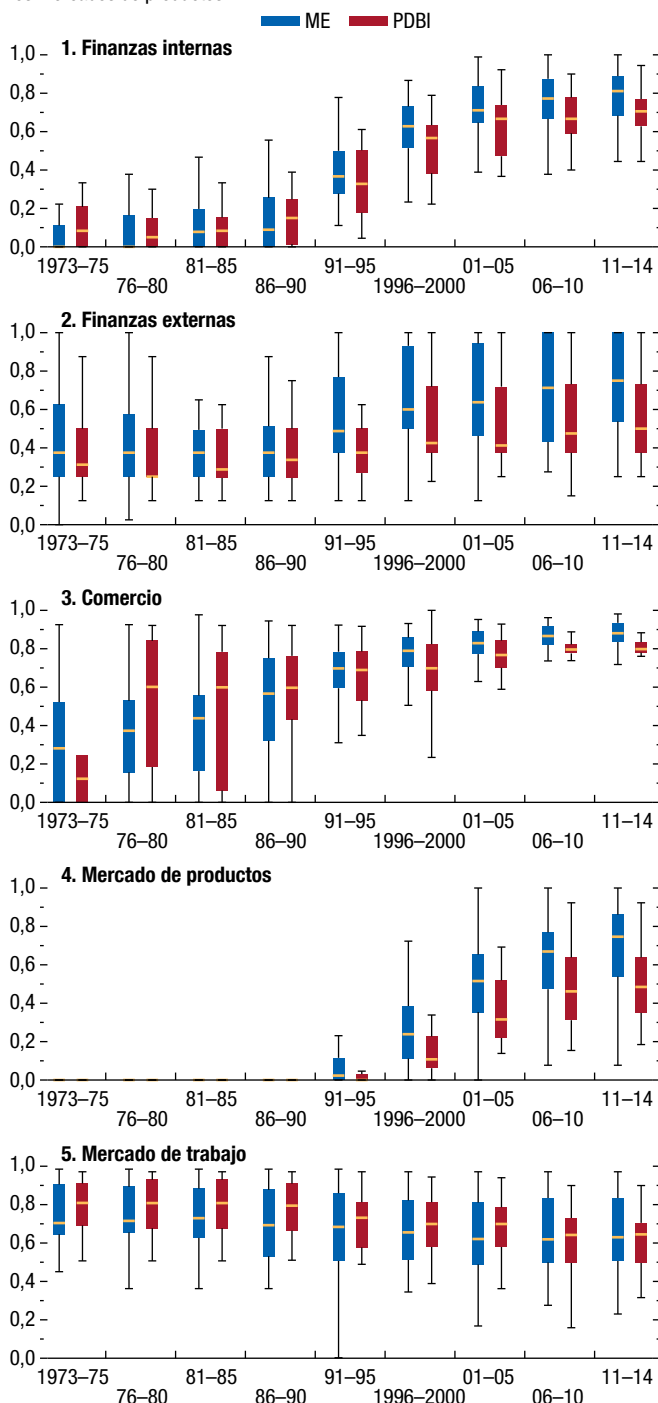 ME PDBI
1. Finanzas internas
1,0
0,8
0,6
0,4
0,2
0,0
1973–75 81–85 91–95 01–05 11–14
76–80 86–90 1996–2000 06–10
2. Finanzas externas
1,0
0,8
0,6
0,4
0,2
0,0
1973–75 81–85 91–95 01–05 11–14
76–80 86–90 1996–2000 06–10
3. Comercio
1,0
0,8
0,6
0,4
0,2
0,0
1973–75 81–85 91–95 01–05 11–14
76–80 86–90 1996–2000 06–10
4. Mercado de productos
1,0
0,8
0,6
0,4
0,2
0,0
1973–75 81–85 91–95 01–05 11–14
76–80 86–90 1996–2000 06–10
5. Mercado de trabajo
1,0
0,8
0,6
0,4
0,2
0,0
1973–75 81–85 91–95 01–05 11–14
76–80 86–90 1996–2000 06–10